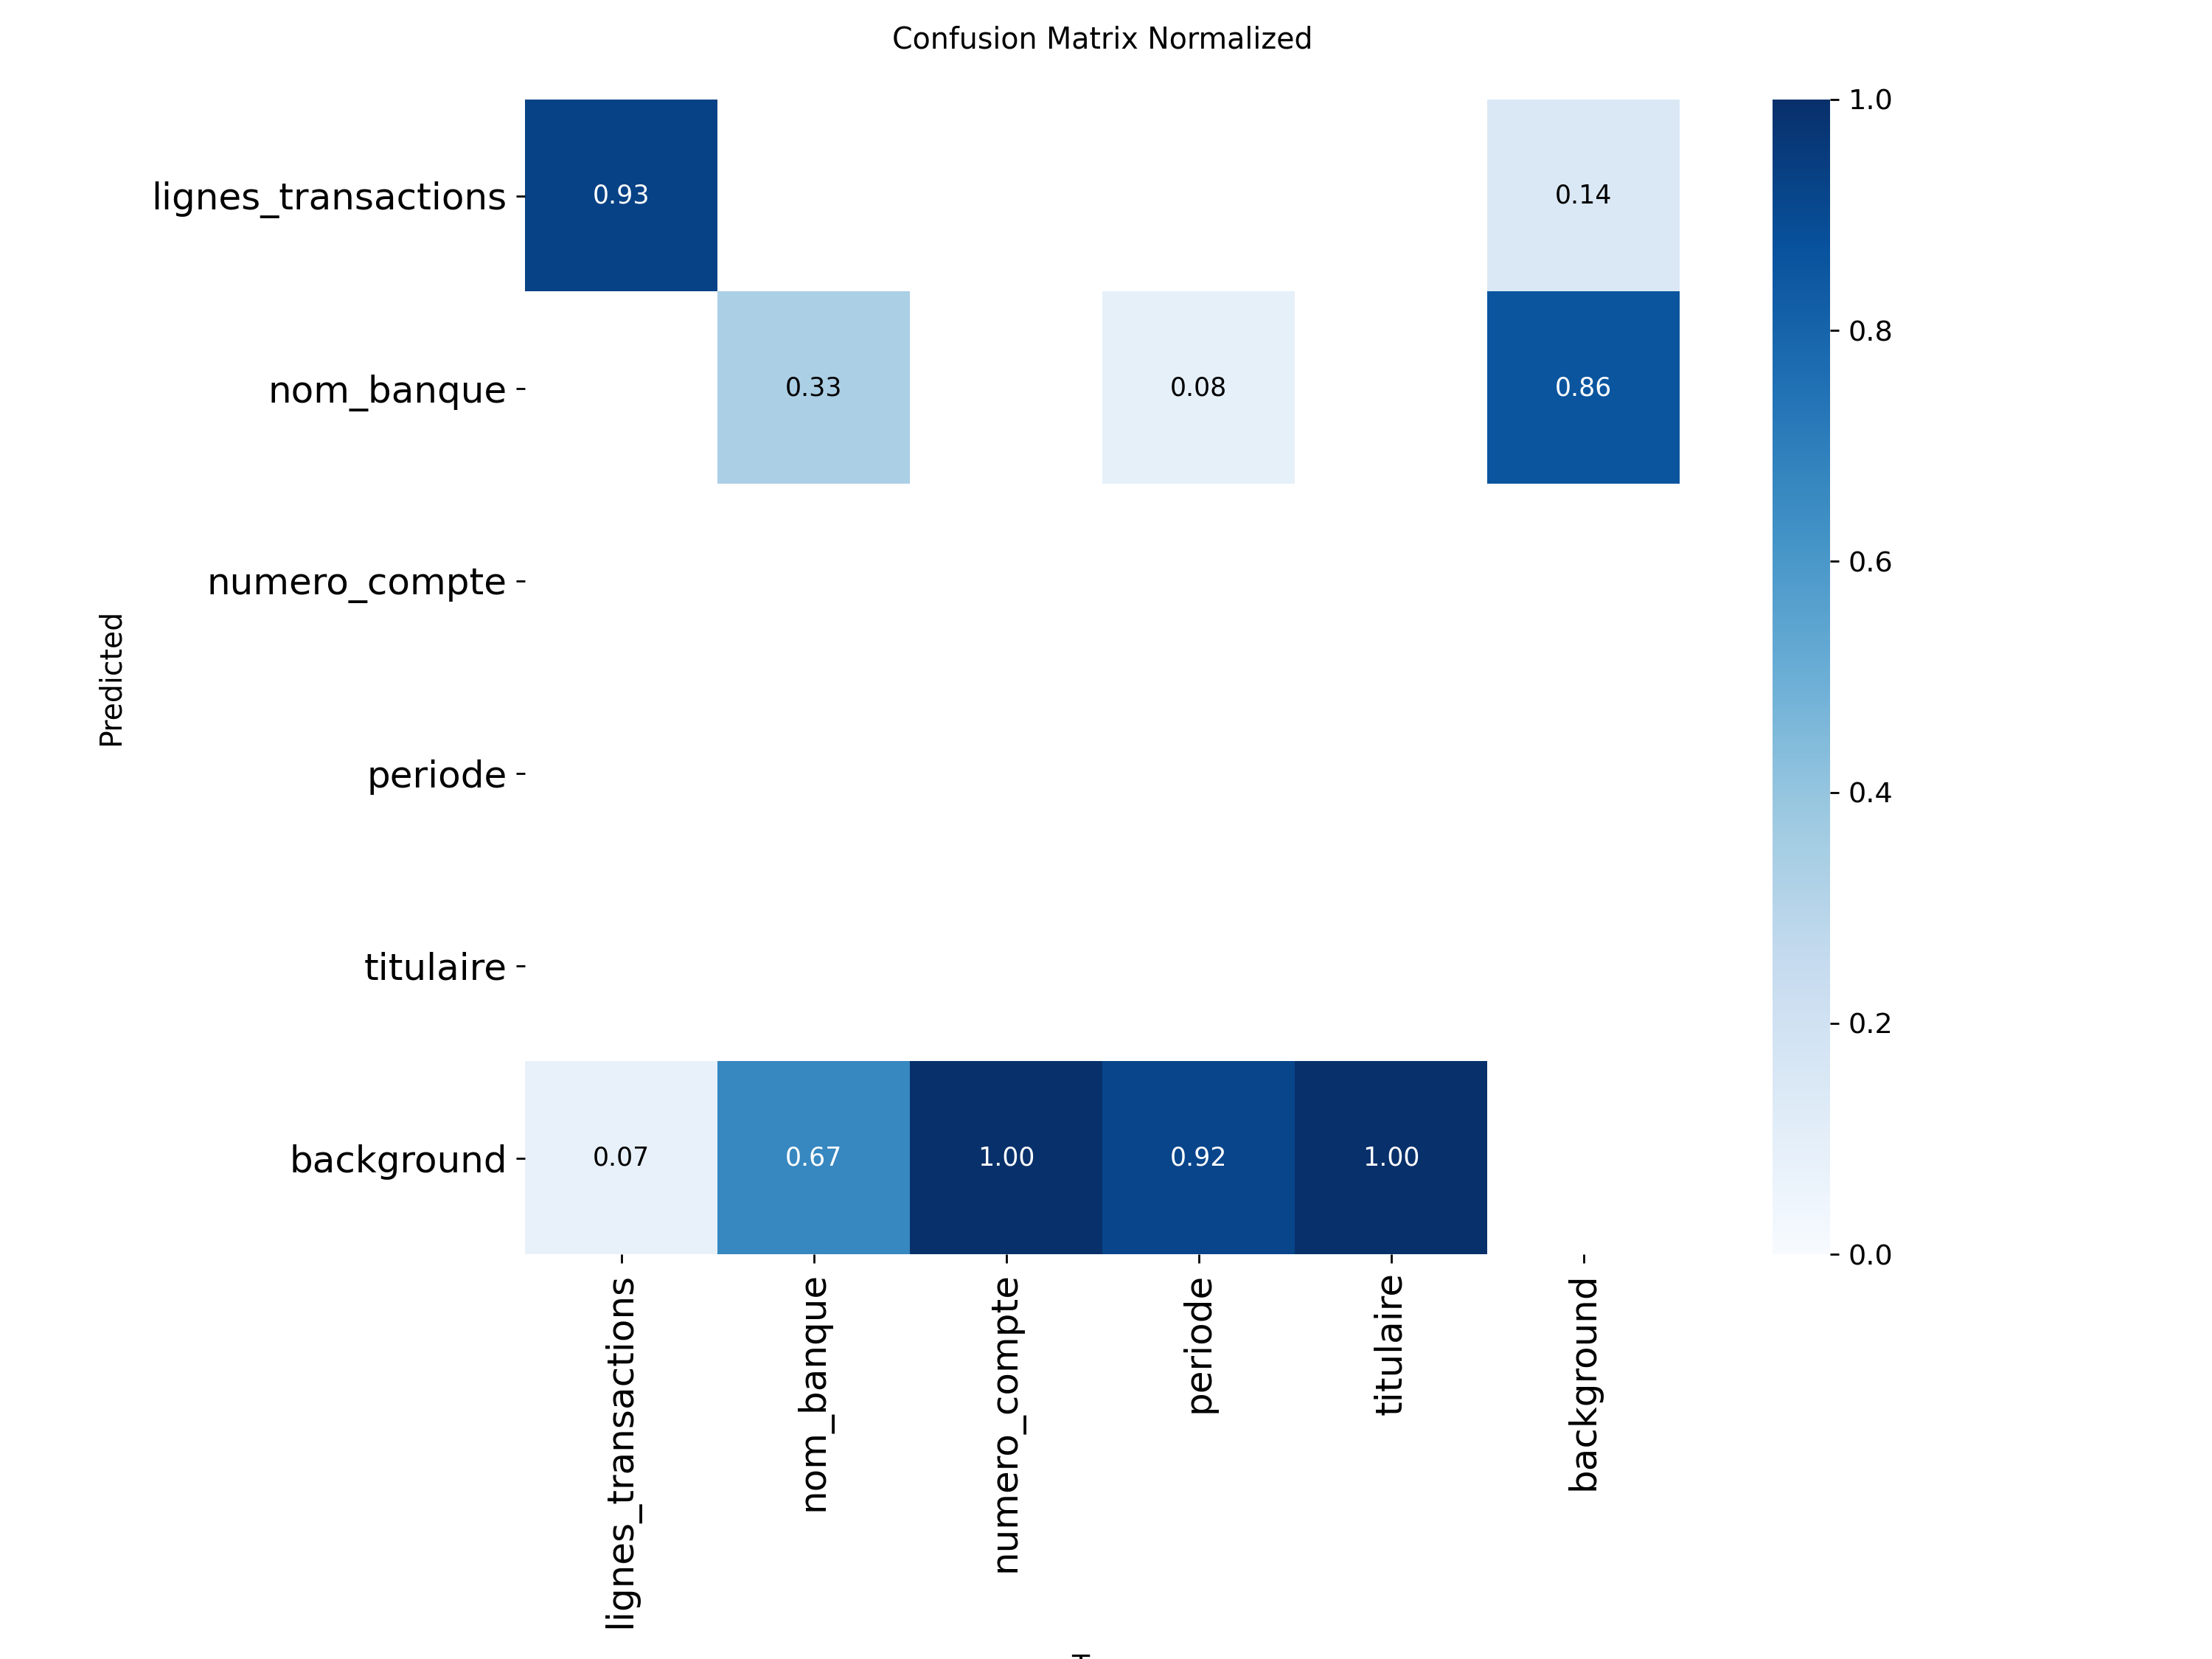 Confusion Matrix Normalized
1.0
lignes_transactions 0.93 0.14
0.8
nom_banque 0.33 0.08 0.86
numero_compte
0.6
Predicted
periode
0.4
titulaire
0.2
background 0.07 0.67 1.00 0.92 1.00
0.0
lignes_transactions
nom_banque
numero_compte
periode
titulaire
background